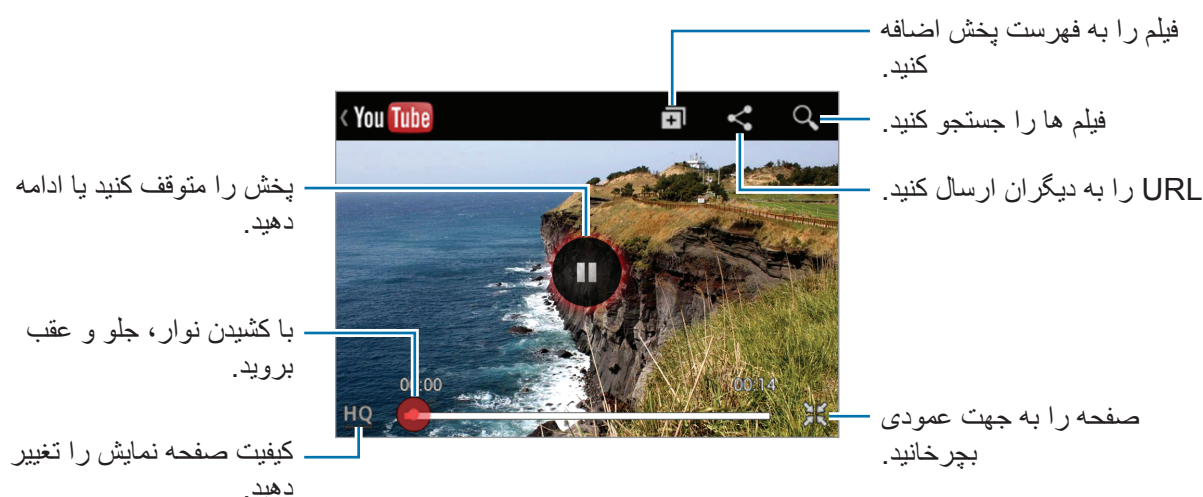 فیلم را به فهرست پخش اضافه
کنید.
فیلم ها را جستجو کنید.
URL را به دیگران ارسال کنید.
صفحه را به جهت عمودی
بچرخانید.
You Tube
00:00
00:14
HQ
پخش را متوقف کنید یا ادامه
دهید.
با کشیدن نوار، جلو و عقب
بروید.
کیفیت صفحه نمایش را تغییر
دهید.